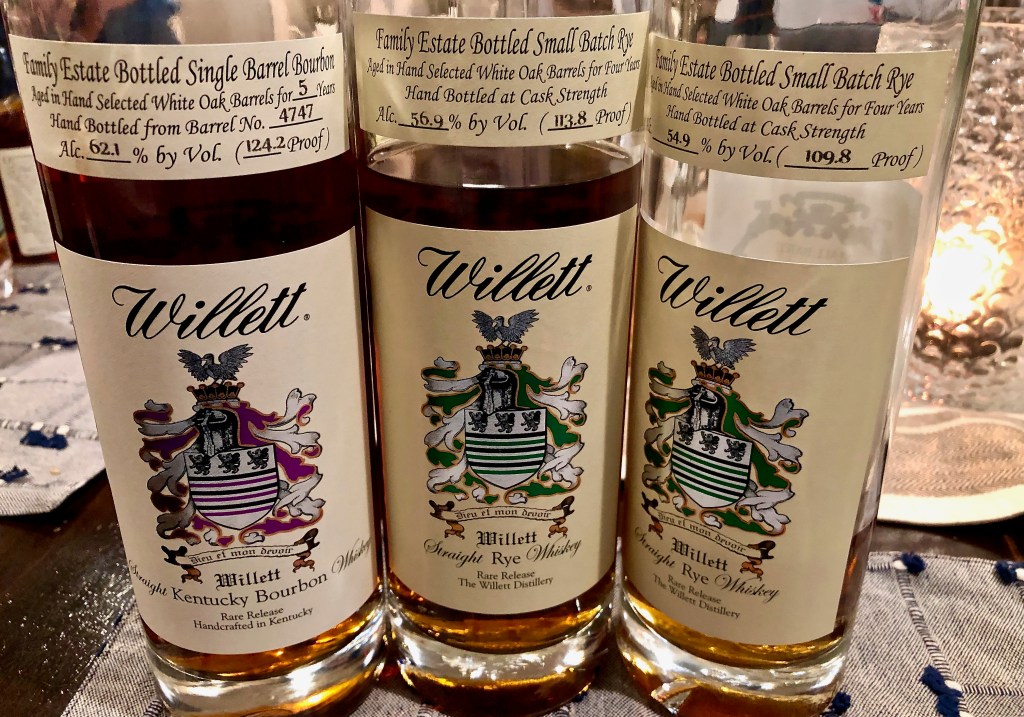 Family Estate Bottled Single Barrel Bourbon
Aged in Hand Selected White Oak Barrels for 5 Years
Hand Bottled from Barrel No. 4747
Alc. 62.1 % by Vol. (124.2 Proof)
Willett®
Dieu et mon devoir
Willett
Straight Kentucky Bourbon Whiskey
Rare Release
Handcrafted in Kentucky
Family Estate Bottled Small Batch Rye
Aged in Hand Selected White Oak Barrels for Four Years
Hand Bottled at Cask Strength
Alc. 56.9 % by Vol. (113.8 Proof)
Willett®
Dieu et mon devoir
Willett
Straight Rye Whiskey
Rare Release
The Willett Distillery
Family Estate Bottled Small Batch Rye
in Hand Selected White Oak Barrels for Four Years
Hand Bottled at Cask Strength
54.9 % by Vol. (109.8 Proof)
Willett
Dieu et mon devoir
Willett
Straight Rye Whiskey
Rare Release
The Willett Distillery